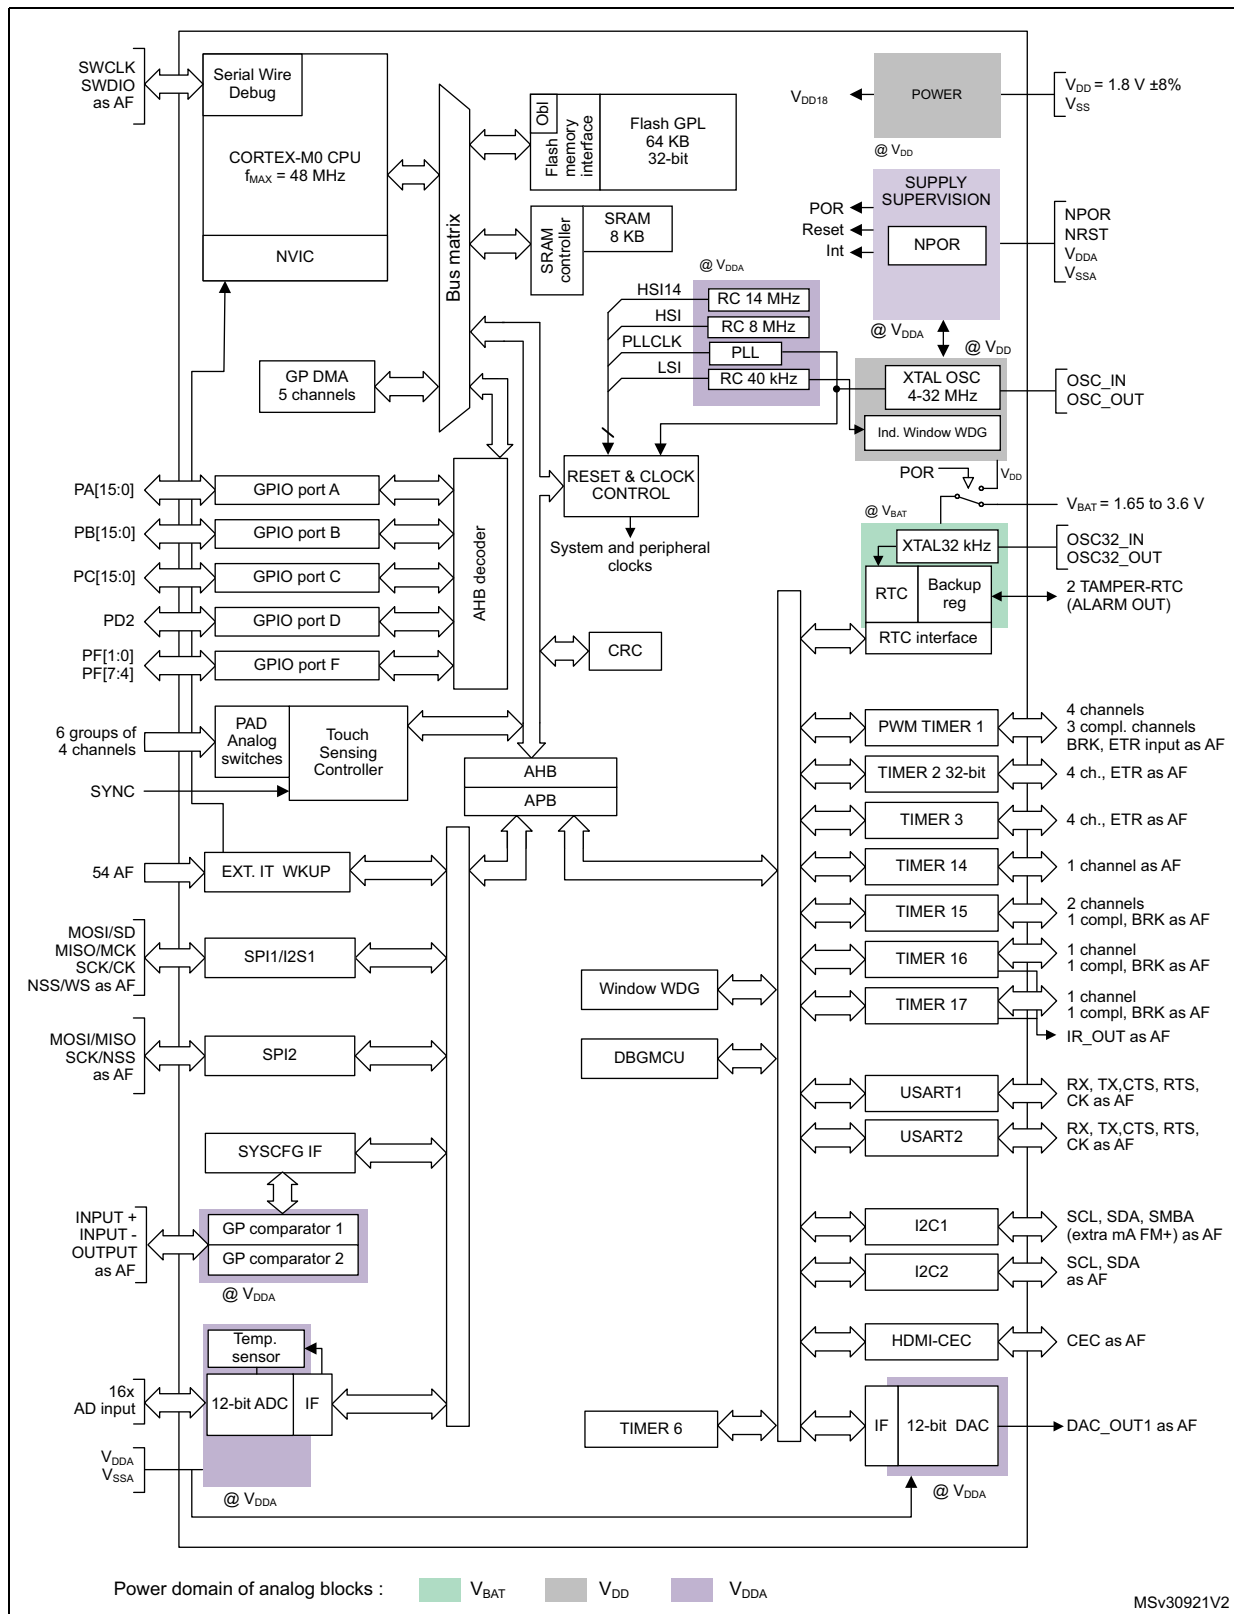 SWCLK
SWDIO
as AF
Serial Wire
Debug
CORTEX-M0 CPU
fMAX = 48 MHz
NVIC
Bus matrix
Obl
Flash
memory
interface
Flash GPL
64 KB
32-bit
SRAM
controller
SRAM
8 KB
VDD18
POWER
VDD = 1.8 V ±8%
VSS
@ VDD
SUPPLY
SUPERVISION
NPOR
POR
Reset
Int
NPOR
NRST
VDDA
VSSA
@ VDDA
@ VDDA
@ VDD
HSI14
HSI
PLLCLK
LSI
RC 14 MHz
RC 8 MHz
PLL
RC 40 kHz
XTAL OSC
4-32 MHz
Ind. Window WDG
OSC_IN
OSC_OUT
GP DMA
5 channels
RESET & CLOCK
CONTROL
System and peripheral
clocks
POR
VDD
VBAT = 1.65 to 3.6 V
@ VBAT
XTAL32 kHz
OSC32_IN
OSC32_OUT
RTC
Backup
reg
RTC interface
2 TAMPER-RTC
(ALARM OUT)
PA[15:0]
GPIO port A
PB[15:0]
GPIO port B
PC[15:0]
GPIO port C
PD2
GPIO port D
PF[1:0]
PF[7:4]
GPIO port F
AHB decoder
CRC
6 groups of
4 channels
SYNC
PAD
Analog
switches
Touch
Sensing
Controller
AHB
APB
PWM TIMER 1
4 channels
3 compl. channels
BRK, ETR input as AF
TIMER 2 32-bit
4 ch., ETR as AF
TIMER 3
4 ch., ETR as AF
TIMER 14
1 channel as AF
TIMER 15
2 channels
1 compl, BRK as AF
TIMER 16
1 channel
1 compl, BRK as AF
TIMER 17
1 channel
1 compl, BRK as AF
IR_OUT as AF
54 AF
EXT. IT WKUP
MOSI/SD
MISO/MCK
SCK/CK
NSS/WS as AF
SPI1/I2S1
Window WDG
MOSI/MISO
SCK/NSS
as AF
SPI2
DBGMCU
USART1
RX, TX,CTS, RTS,
CK as AF
USART2
RX, TX,CTS, RTS,
CK as AF
SYSCFG IF
INPUT +
INPUT -
OUTPUT
as AF
GP comparator 1
GP comparator 2
@ VDDA
I2C1
SCL, SDA, SMBA
(extra mA FM+) as AF
I2C2
SCL, SDA
as AF
HDMI-CEC
CEC as AF
Temp.
sensor
16x
AD input
12-bit ADC
IF
VDDA
VSSA
@ VDDA
TIMER 6
IF
12-bit DAC
DAC_OUT1 as AF
@ VDDA
Power domain of analog blocks :
VBAT
VDD
VDDA
MSv30921V2